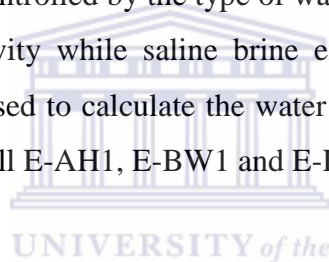 ntrolled by the type of wa
vity while saline brine e
sed to calculate the water
ll E-AH1, E-BW1 and E-
UNIVERSITY of the